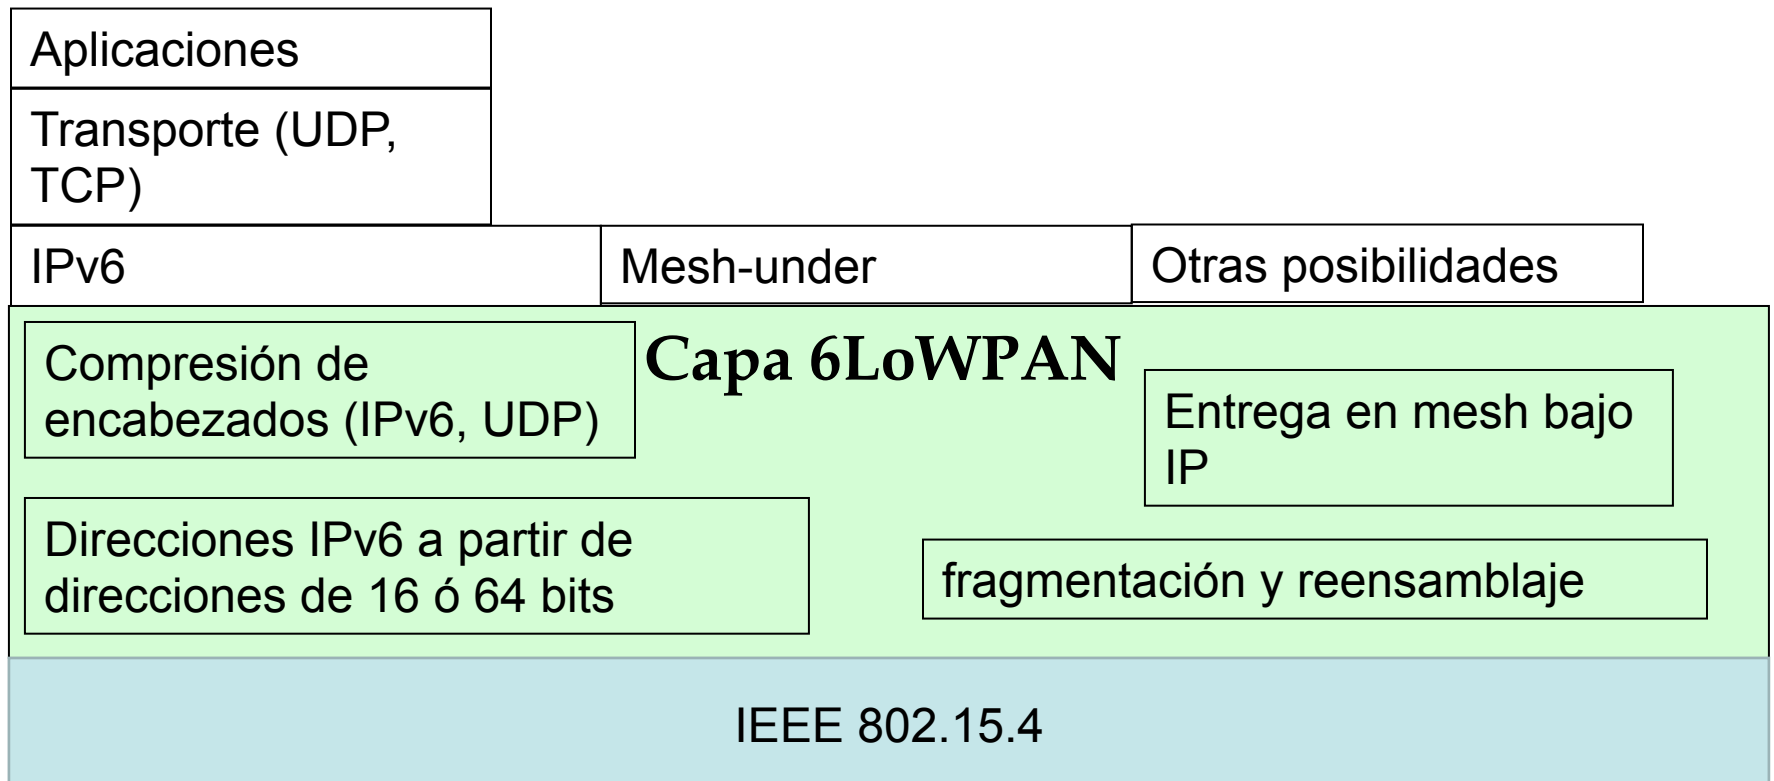 Aplicaciones
Transporte (UDP,
TCP)
IPv6
Mesh-under
Otras posibilidades
Capa 6LoWPAN
Compresión de
encabezados (IPv6, UDP)
Entrega en mesh bajo
IP
Direcciones IPv6 a partir de
direcciones de 16 ó 64 bits
fragmentación y reensamblaje
IEEE 802.15.4